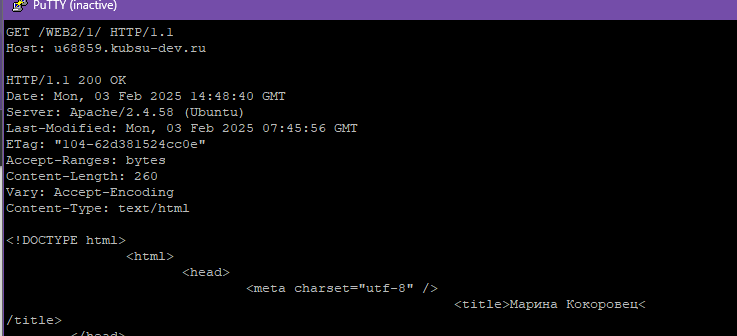 PuTTY (inactive)
GET /WEB2/1/ HTTP/1.1
Host: u68859.kubsu-dev.ru
HTTP/1.1 200 OK
Date: Mon, 03 Feb 2025 14:48:40 GMT
Server: Apache/2.4.58 (Ubuntu)
Last-Modified: Mon, 03 Feb 2025 07:45:56 GMT
ETag: "104-62d381524cc0e"
Accept-Ranges: bytes
Content-Length: 260
Vary: Accept-Encoding
Content-Type: text/html
<!DOCTYPE html>
<html>
<head>
<meta charset="utf-8" />
<title>Марина Кокоровец<
/title>
</head>